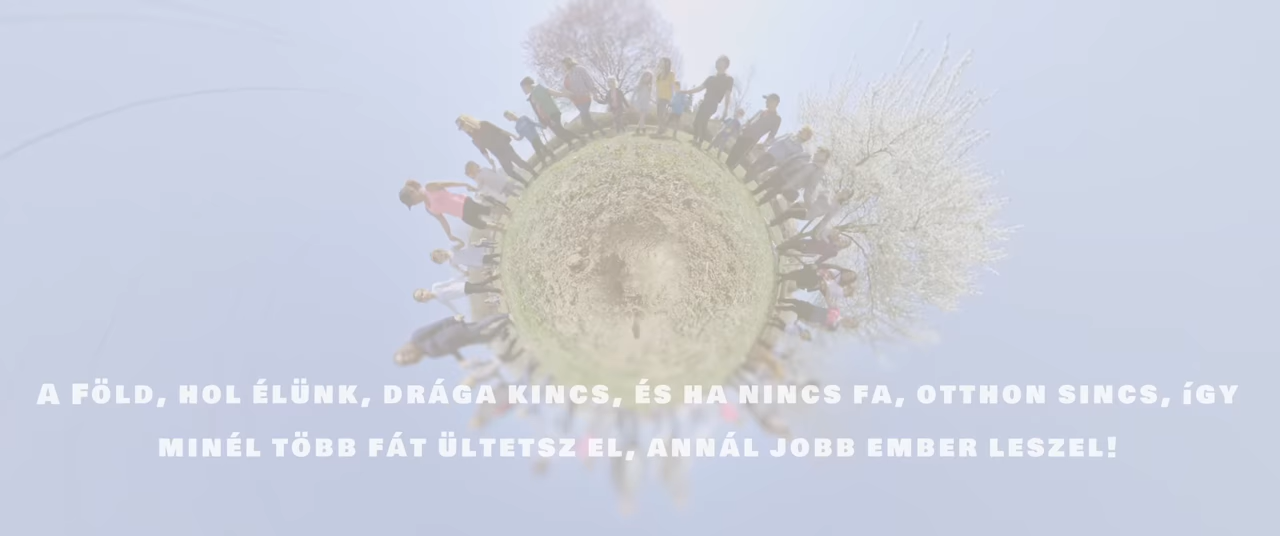 A Föld, hol élünk, drága kincs, és ha nincs fa, otthon sincs, így
minél több fát ültetsz el, annál jobb ember leszel!